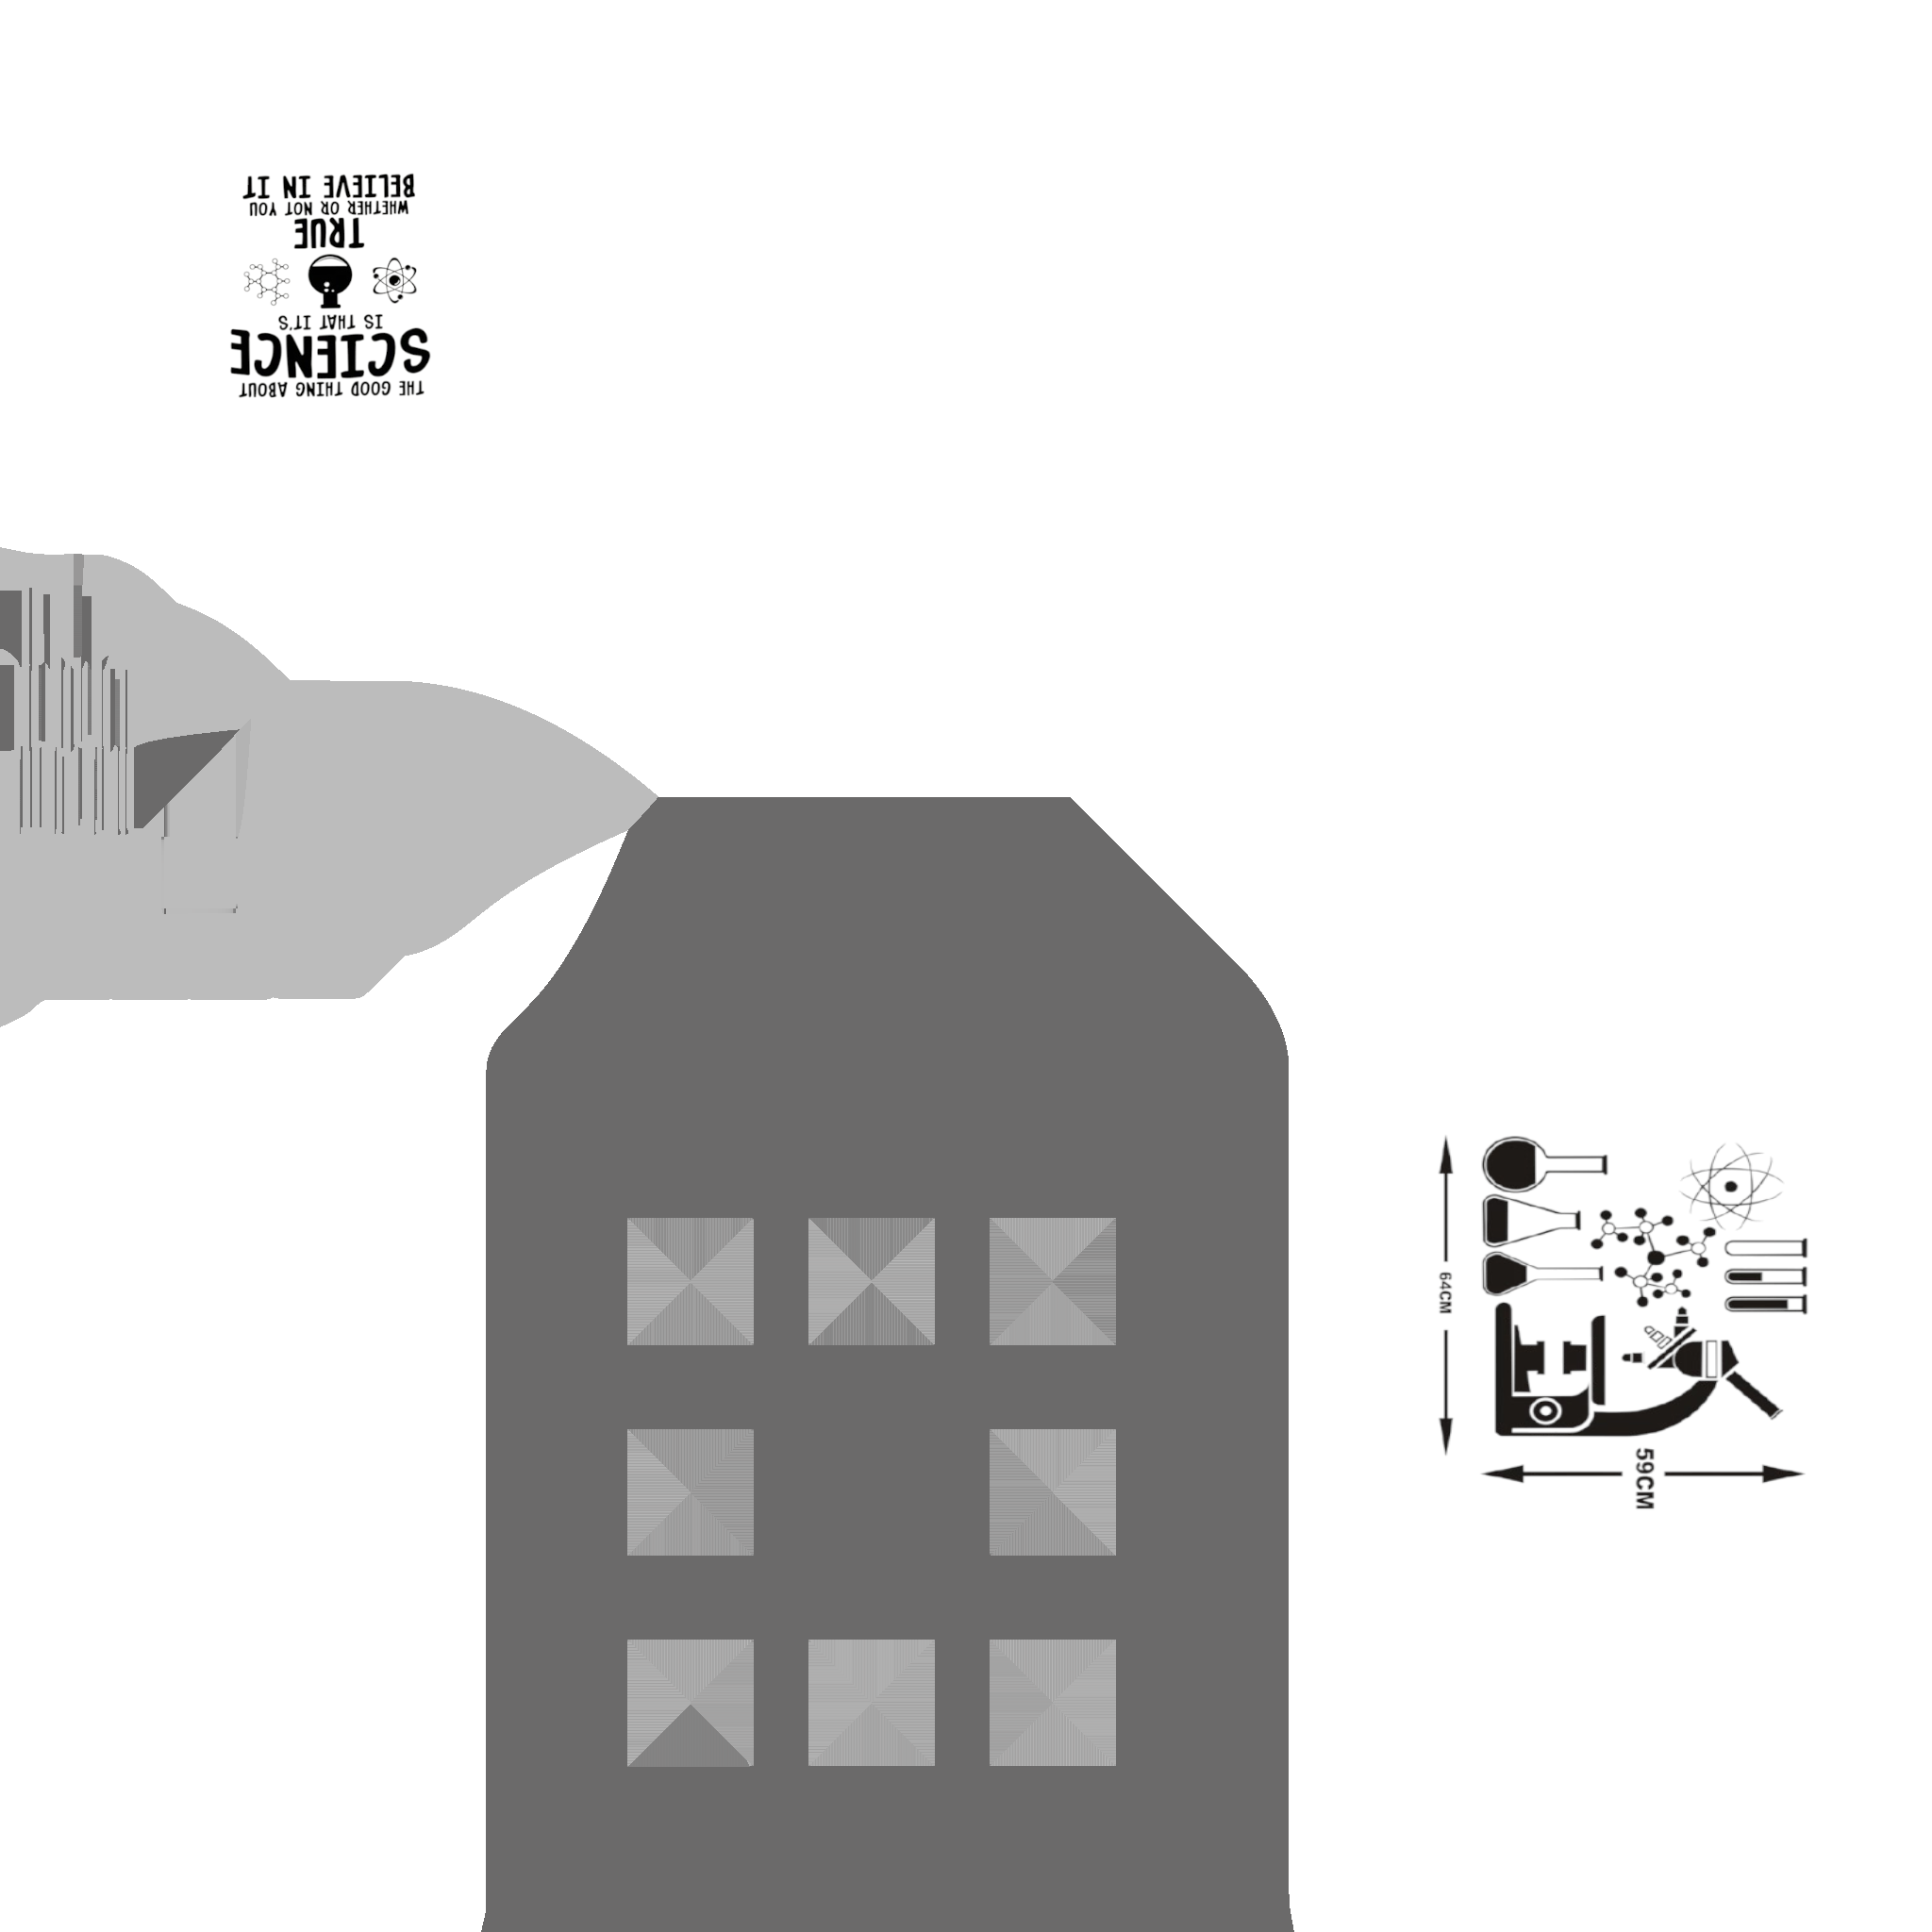 THE GOOD THING ABOUT
SCIENCE
IS THAT IT'S
TRUE
WHETHER OR NOT YOU
BELIEVE IN IT
64CM
59CM